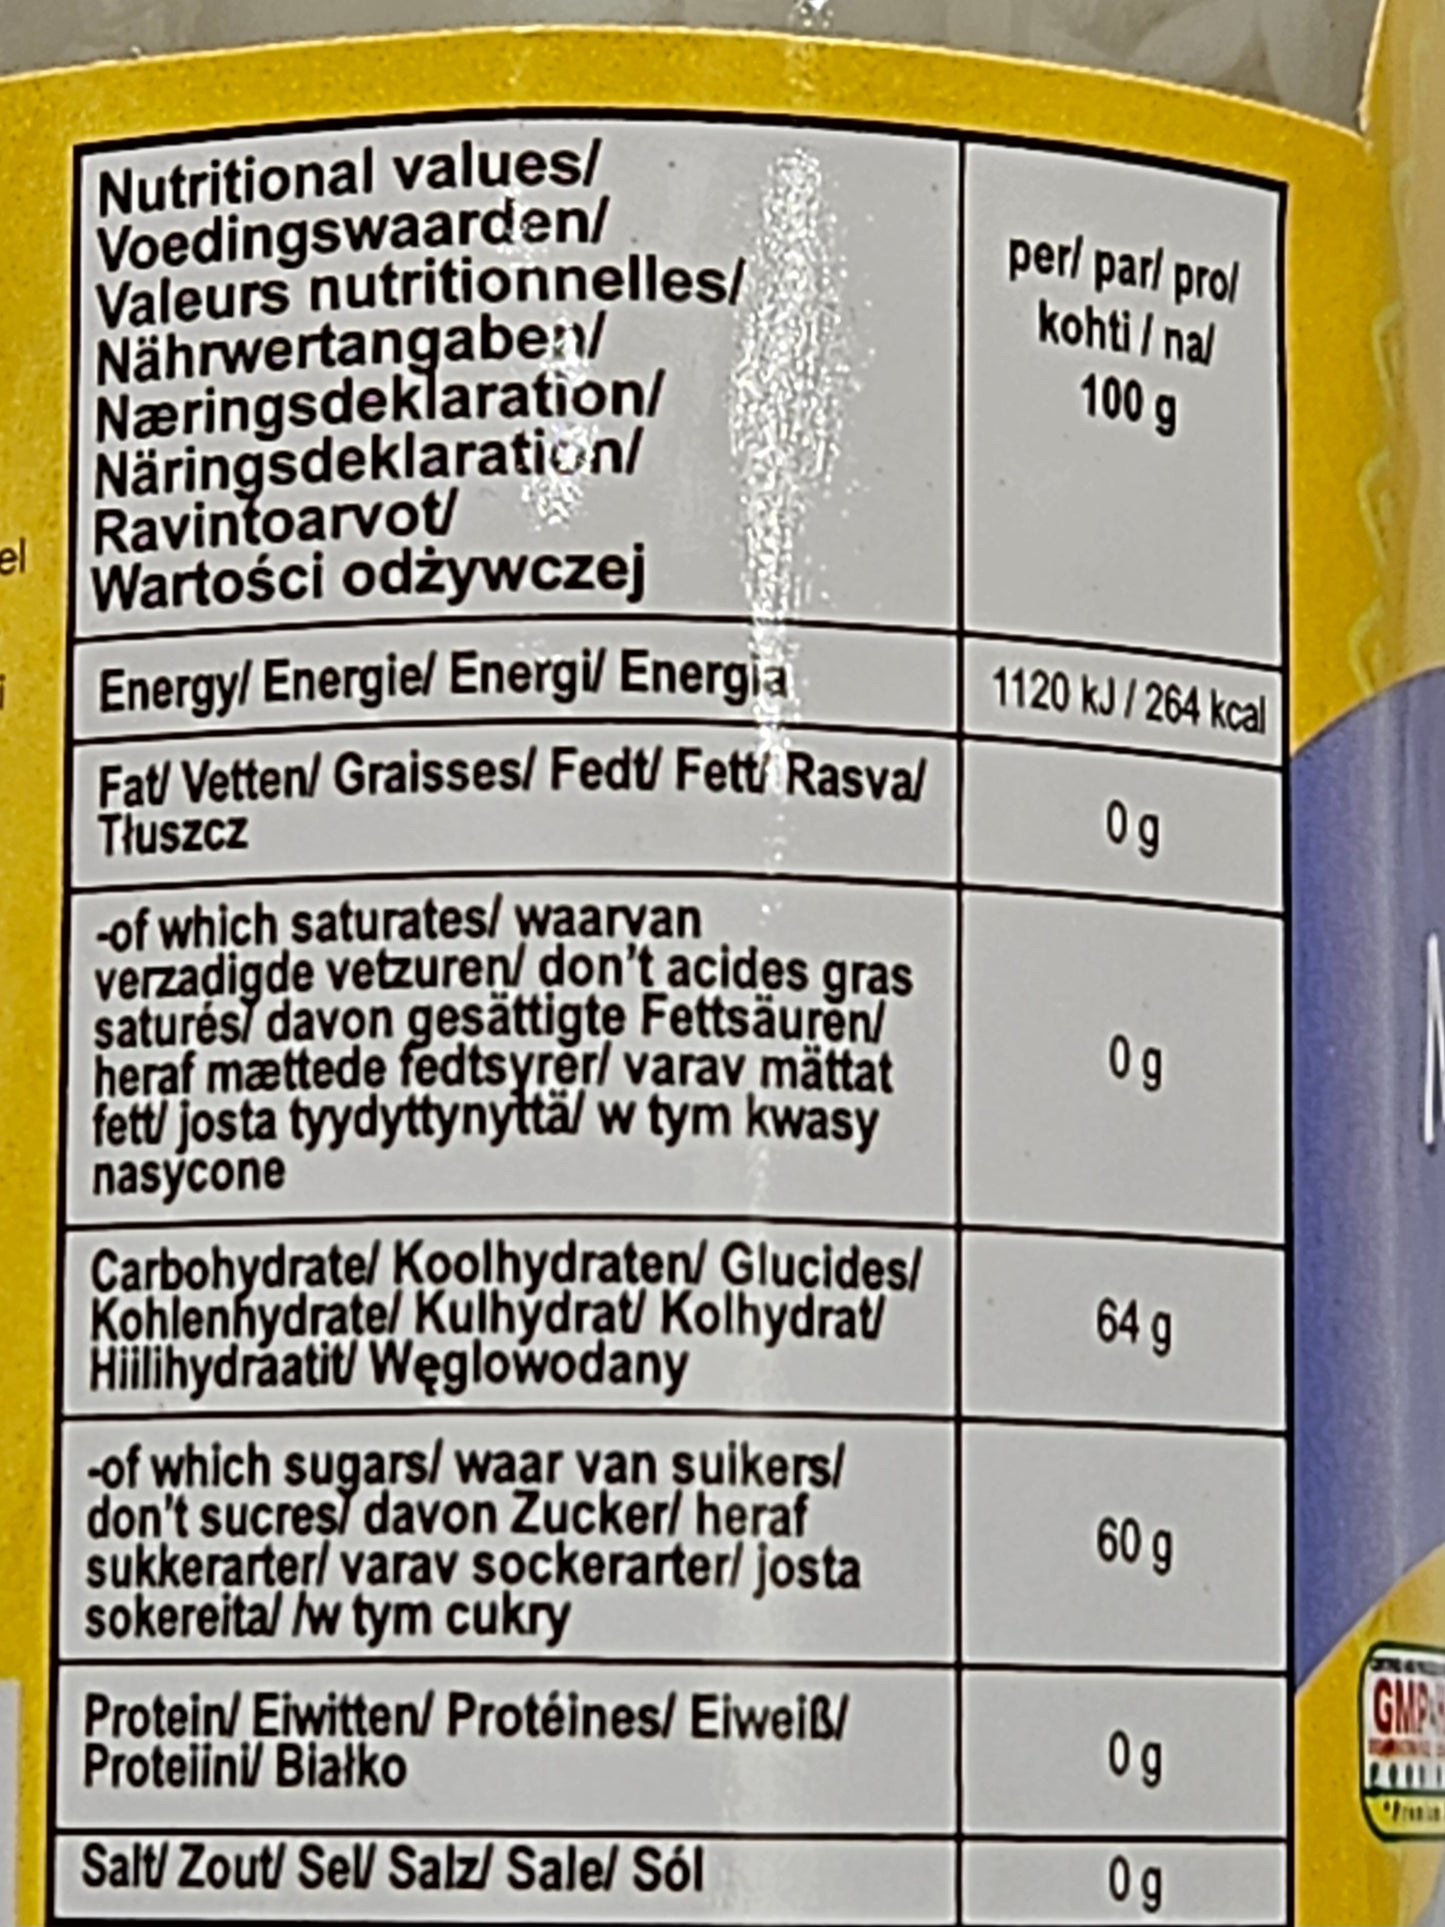 Nutritional values/
Voedingswaarden/
Valeurs nutritionnelles/
Nährwertangaben/
Næringsdeklaration/
Näringsdeklaration/
Ravintoarvot/
Wartości odżywczej
per/ par/ pro/
kohti / na/
100 g
el
Energy/ Energie/ Energi/ Energia
1120 kJ / 264 kcal
i
Fat/ Vetten/ Graisses/ Fedt/ Fett/ Rasva/
Tłuszcz
0 g
-of which saturates/ waarvan
verzadigde vetzuren/ don't acides gras
saturés/ davon gesättigte Fettsäuren/
heraf mættede fedtsyrer/ varav mättat
fett/ josta tyydyttynyttä/ w tym kwasy
nasycone
0 g
Carbohydrate/ Koolhydraten/ Glucides/
Kohlenhydrate/ Kulhydrat/ Kolhydrat/
Hiilihydraatit/ Węglowodany
64 g
-of which sugars/ waar van suikers/
don't sucres/ davon Zucker/ heraf
sukkerarter/ varav sockerarter/ josta
sokereita/ /w tym cukry
60 g
Protein/ Eiwitten/ Protéines/ Eiweiß/
Proteiini/ Białko
0 g
Salt/ Zout/ Sel/ Salz/ Sale/ Sól
0 g
GMP